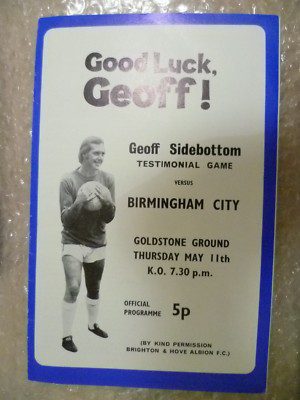 Good Luck,
Geoff!
Geoff Sidebottom
TESTIMONIAL GAME
VERSUS
BIRMINGHAM CITY
GOLDSTONE GROUND
THURSDAY MAY 11th
K.O. 7.30 p.m.
OFFICIAL
PROGRAMME 5p
(BY KIND PERMISSION
BRIGHTON & HOVE ALBION F.C.)